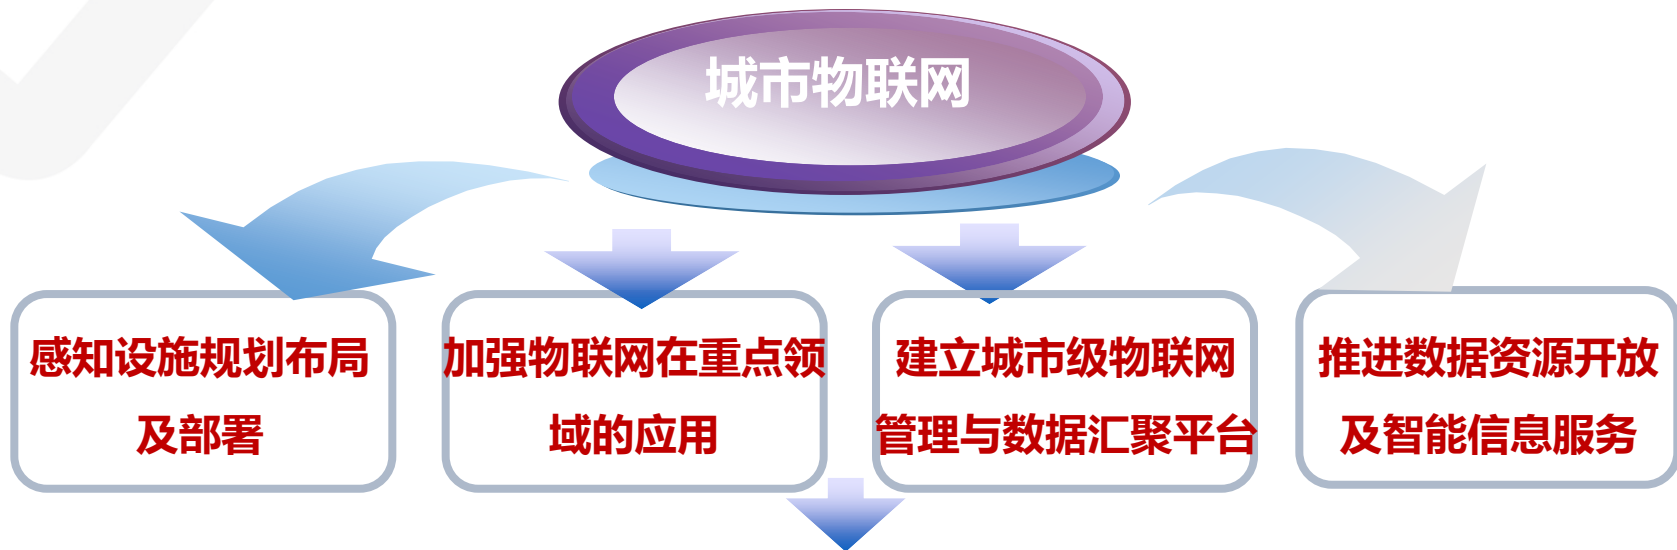 城市物联网
感知设施规划布局
及部署
加强物联网在重点领
域的应用
建立城市级物联网
管理与数据汇聚平台
推进数据资源开放
及智能信息服务